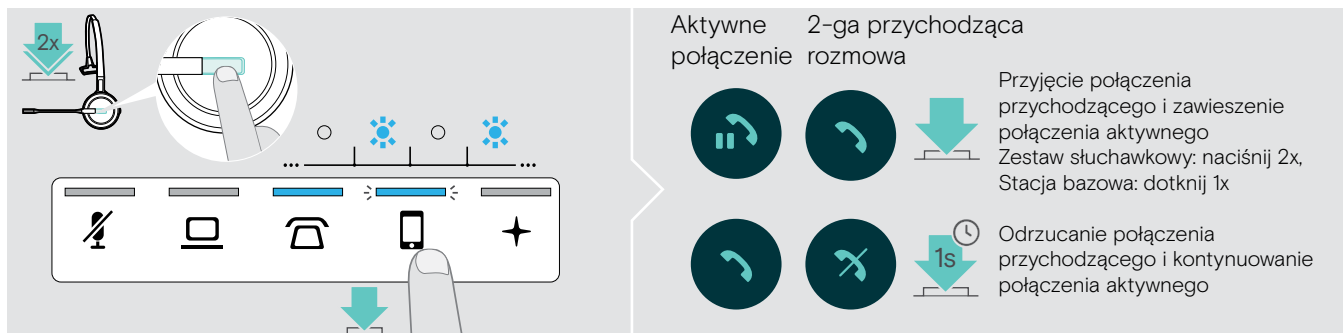 2x
Aktywne połączenie
2-ga przychodząca rozmowa
Przyjęcie połączenia
przychodzącego i zawieszenie
połączenia aktywnego
Zestaw słuchawkowy: naciśnij 2x,
Stacja bazowa: dotknij 1x
1s
Odrzucanie połączenia
przychodzącego i kontynuowanie
połączenia aktywnego